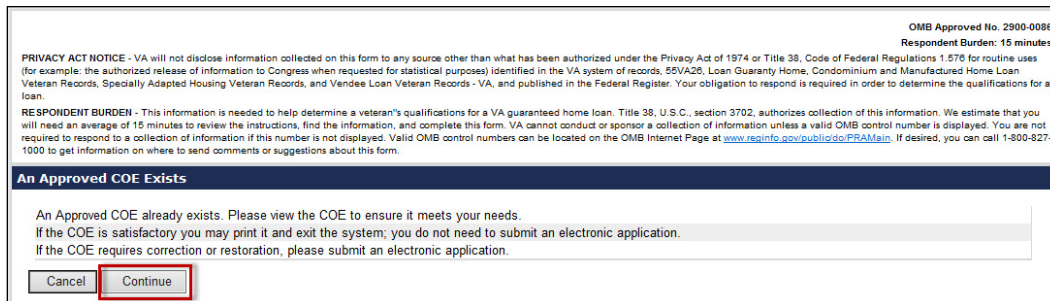 OMB Approved No. 2900-0086
Respondent Burden: 15 minutes
PRIVACY ACT NOTICE - VA will not disclose information collected on this form to any source other than what has been authorized under the Privacy Act of 1974 or Title 38, Code of Federal Regulations 1.576 for routine uses
(for example: the authorized release of information to Congress when requested for statistical purposes) identified in the VA system of records, 55VA26, Loan Guaranty Home, Condominium and Manufactured Home Loan
Veteran Records, Specially Adapted Housing Veteran Records, and Vendee Loan Veteran Records - VA, and published in the Federal Register. Your obligation to respond is required in order to determine the qualifications for a
loan.
RESPONDENT BURDEN - This information is needed to help determine a veteran"s qualifications for a VA guaranteed home loan. Title 38, U.S.C., section 3702, authorizes collection of this information. We estimate that you
will need an average of 15 minutes to review the instructions, find the information, and complete this form. VA cannot conduct or sponsor a collection of information unless a valid OMB control number is displayed. You are not
required to respond to a collection of information if this number is not displayed. Valid OMB control numbers can be located on the OMB Internet Page at www.reginfo.gov/public/do/PRAMain. If desired, you can call 1-800-827-
1000 to get information on where to send comments or suggestions about this form.
An Approved COE Exists
An Approved COE already exists. Please view the COE to ensure it meets your needs.
If the COE is satisfactory you may print it and exit the system; you do not need to submit an electronic application.
If the COE requires correction or restoration, please submit an electronic application.
Cancel Continue